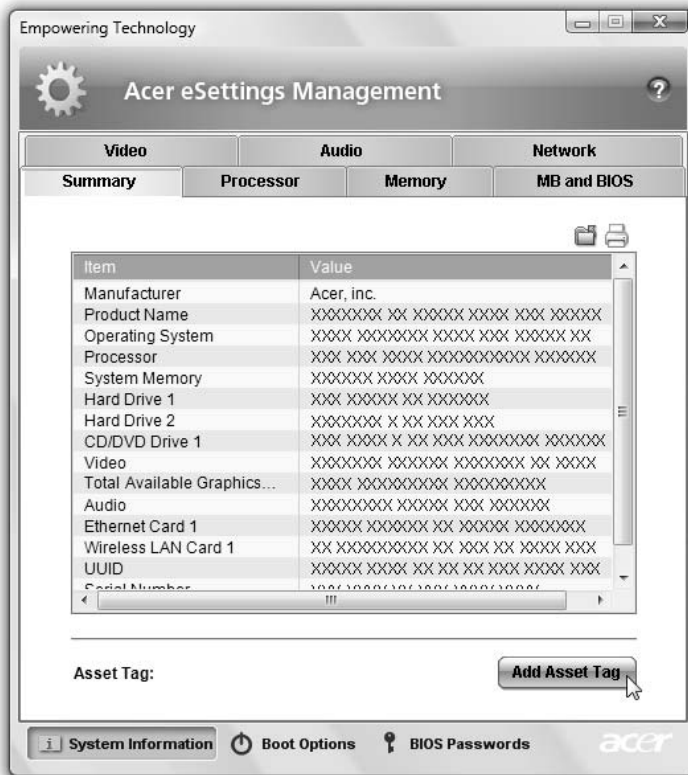 Empowering Technology
Acer eSettings Management
?
Video Audio Network
Summary Processor Memory MB and BIOS
Item Value
Manufacturer Acer, inc.
Product Name XXXXXXX XX XXXXX XXXX XXX XXXXX
Operating System XXXX XXXXXXX XXXX XXX XXXXX XX
Processor XXX XXX XXXX XXXXXXXXXX XXXXXX
System Memory XXXXXX XXXX XXXXXX
Hard Drive 1 XXX XXXXX XX XXXXXX
Hard Drive 2 XXXXXX X XX XXX XXX
CD/DVD Drive 1 XXX XXXX X XX XXX XXXXXXX XXXXXX
Video XXXXXXX XXXXXXX XXXXXXX XX XXXX
Total Available Graphics... XXXX XXXXXXXXXX XXXXXXXXX
Audio XXXXX XXXXXXXX XXX XXXXXX
Ethernet Card 1 XXXXX XXXXXX XX XXXXX XXXXXXX
Wireless LAN Card 1 XX XXXXXXXXX XX XXX XX XXXX XXX
UUID XXXXX XXXX XX XX XX XXX XXXX XXX
Serial Number
Asset Tag: Add Asset Tag
i System Information Boot Options BIOS Passwords acer